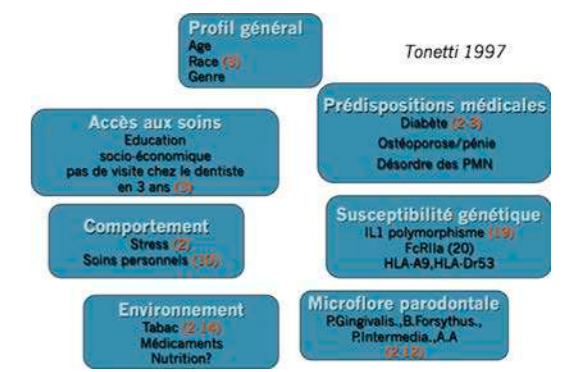 Profil général
Age
Race (3)
Genre
Tonetti 1997
Prédispositions médicales
Diabète (2-3)
Ostéoporose/pénie
Désordre des PMN
Accès aux soins
Education
socio-économique
pas de visite chez le dentiste
en 3 ans (3)
Comportement
Stress (2)
Soins personnels (10)
Susceptibilité génétique
IL1 polymorphisme (19)
FcRIIa (20)
HLA-A9,HLA-Dr53
Environnement
Tabac (2-14)
Médicaments
Nutrition?
Microflore parodontale
P.Gingivalis.,B.Forsythus.,
P.Intermedia.,A.A
(2-12)